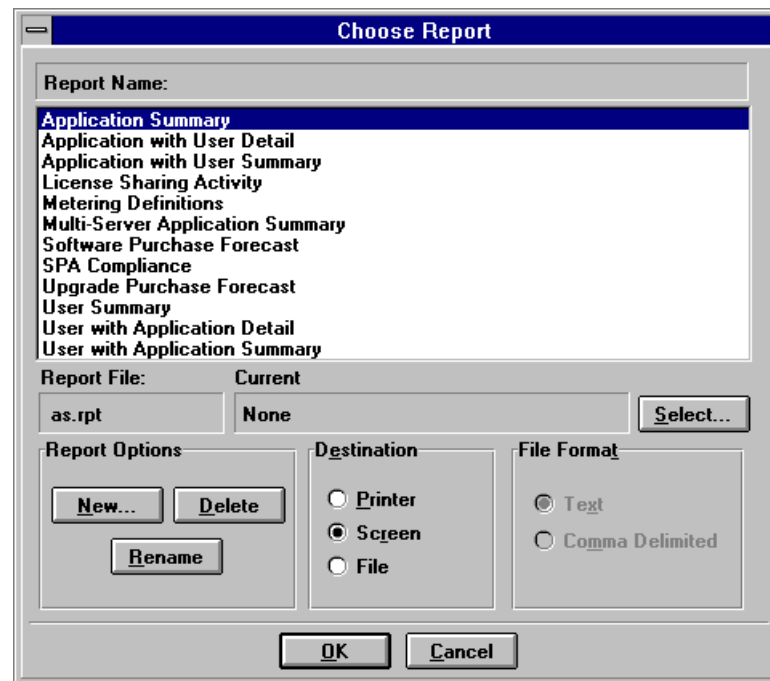 Choose Report
Report Name:
Application Summary
Application with User Detail
Application with User Summary
License Sharing Activity
Metering Definitions
Multi-Server Application Summary
Software Purchase Forecast
SPA Compliance
Upgrade Purchase Forecast
User Summary
User with Application Detail
User with Application Summary
Report File: Current
as.rpt None Select...
Report Options Destination File Format
New... Delete Printer Text
Rename Screen Comma Delimited
File
OK Cancel